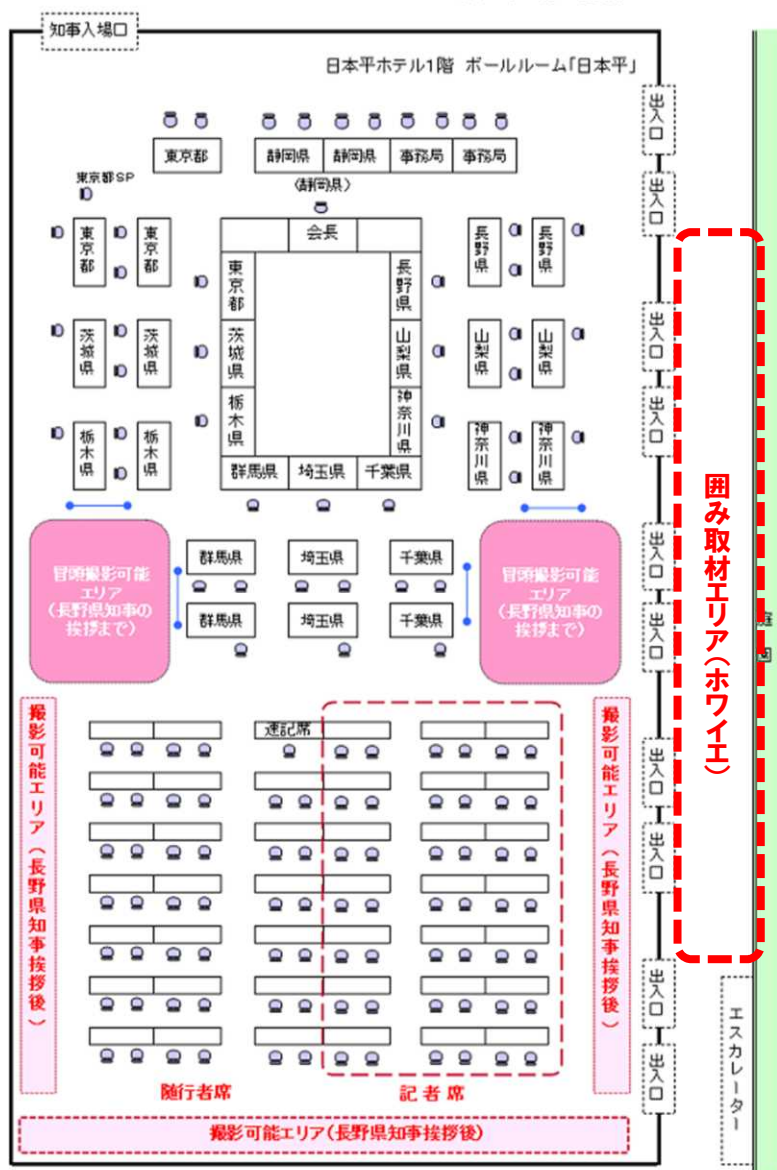 知事入場口
日本平ホテル1階 ボールルーム「日本平」
出入口
東京都
静岡県
静岡県
事務局
事務局
東京都SP
(静岡県)
出入口
会長
東京都
東京都
東京都
長野県
長野県
長野県
茨城県
茨城県
茨城県
山梨県
山梨県
山梨県
出入口
栃木県
栃木県
栃木県
神奈川県
神奈川県
神奈川県
出入口
群馬県
埼玉県
千葉県
囲み取材エリア(ホワイエ)
冒頭撮影可能
エリア
(長野県知事の
挨拶まで)
群馬県
埼玉県
千葉県
冒頭撮影可能
エリア
(長野県知事の
挨拶まで)
出入口
群馬県
埼玉県
千葉県
出入口
庭園
撮影可能エリア(長野県知事挨拶後)
速記席
撮影可能エリア(長野県知事挨拶後)
出入口
出入口
出入口
エスカレーター
出入口
随行者席
記者席
撮影可能エリア(長野県知事挨拶後)